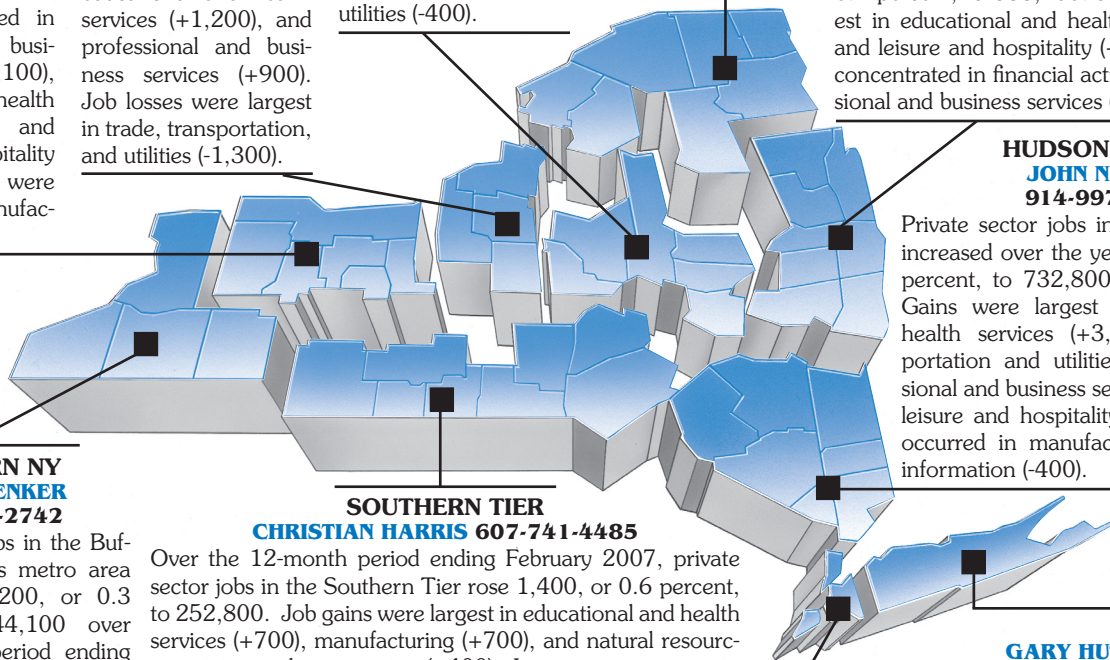 ed in
busi-
100),
health
and
pitality
were
nufac-
services (+1,200), and
professional and busi-
ness services (+900).
Job losses were largest
in trade, transportation,
and utilities (-1,300).
utilities (-400).
est in educational and healt
and leisure and hospitality (-
concentrated in financial acti
sional and business services (
HUDSON
JOHN N
914-997
Private sector jobs in
increased over the ye
percent, to 732,800
Gains were largest
health services (+3,
portation and utilitie
sional and business se
leisure and hospitality
occurred in manufac
information (-400).
RN NY
ENKER
-2742
bs in the Buf-
s metro area
200, or 0.3
44,100 over
period ending
SOUTHERN TIER
CHRISTIAN HARRIS 607-741-4485
Over the 12-month period ending February 2007, private
sector jobs in the Southern Tier rose 1,400, or 0.6 percent,
to 252,800. Job gains were largest in educational and health
services (+700), manufacturing (+700), and natural resourc-
GARY HU